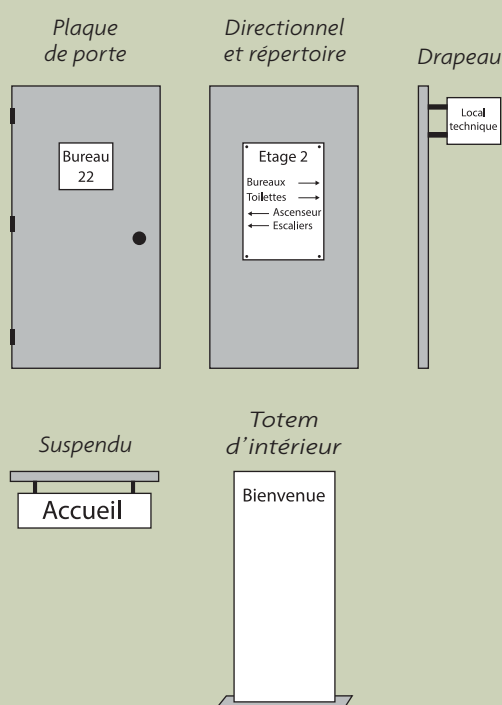 Plaque
de porte
Bureau
22
Directionnel
et répertoire
Etage 2
Bureaux
Toilettes
Ascenseur
Escaliers
Drapeau
Local
technique
Suspendu
Accueil
Totem
d'intérieur
Bienvenue